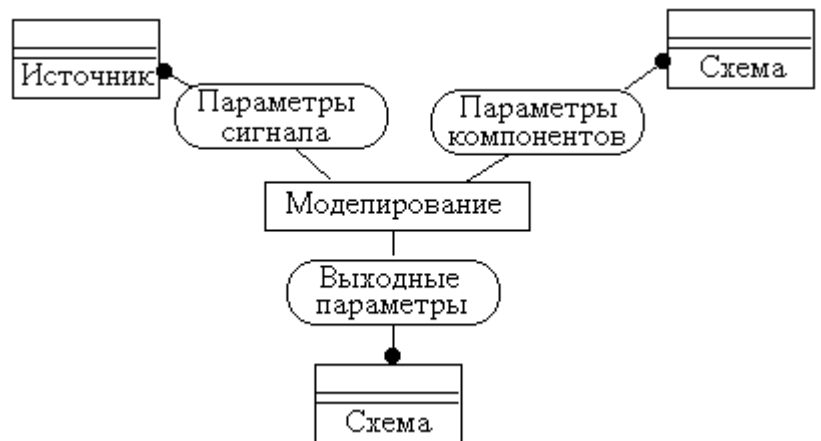 Источник
Схема
Параметры
сигнала
Параметры
компонентов
Моделирование
Выходные
параметры
Схема